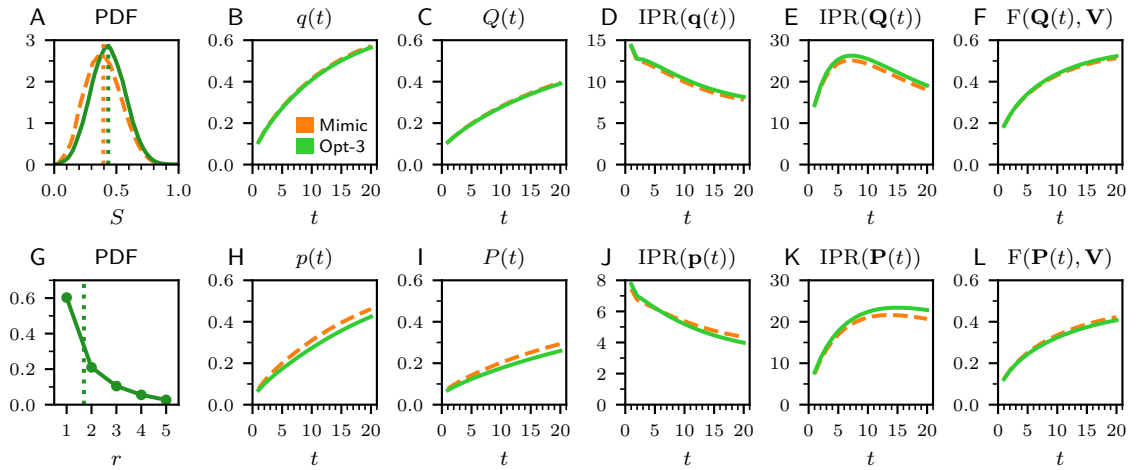 A PDF
3
2
1
0
0.0 0.5 1.0
S
B q(t)
0.6
0.4
0.2
0.0
0 5 10 15 20
t
Mimic
Opt-3
C Q(t)
0.6
0.4
0.2
0.0
0 5 10 15 20
t
D IPR(q(t))
15
12
9
5
2
0
0 5 10 15 20
t
E IPR(Q(t))
30
20
10
0
0 5 10 15 20
t
F F(Q(t), V)
0.6
0.4
0.2
0.0
0 5 10 15 20
t
G PDF
0.6
0.4
0.2
0.0
1 2 3 4 5
r
H p(t)
0.6
0.4
0.2
0.0
0 5 10 15 20
t
I P(t)
0.6
0.4
0.2
0.0
0 5 10 15 20
t
J IPR(p(t))
8
6
4
2
0
0 5 10 15 20
t
K IPR(P(t))
30
20
10
0
0 5 10 15 20
t
L F(P(t), V)
0.6
0.4
0.2
0.0
0 5 10 15 20
t